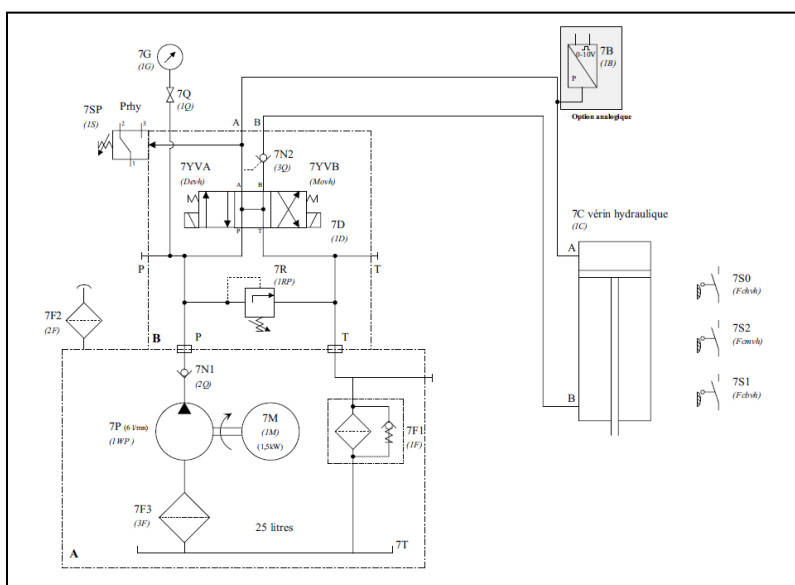 7G
(1G)
7Q
(1Q)
7SP
(1S)
Prhy
2
3
1
A
B
7N2
(3Q)
7YVA
(Devh)
7YVB
(Movh)
A
B
P
T
7D
(1D)
P
T
7R
(1RP)
7F2
(2F)
B
P
T
7N1
(2Q)
7P (6 l/mn)
(1WP)
7M
(1M)
(1,5kW)
7F1
(1F)
7F3
(3F)
25 litres
A
7T
0-10V
P
7B
(1B)
Option analogique
7C vérin hydraulique
(1C)
A
B
7S0
(Fchvh)
7S2
(Fcmvh)
7S1
(Fcbvh)